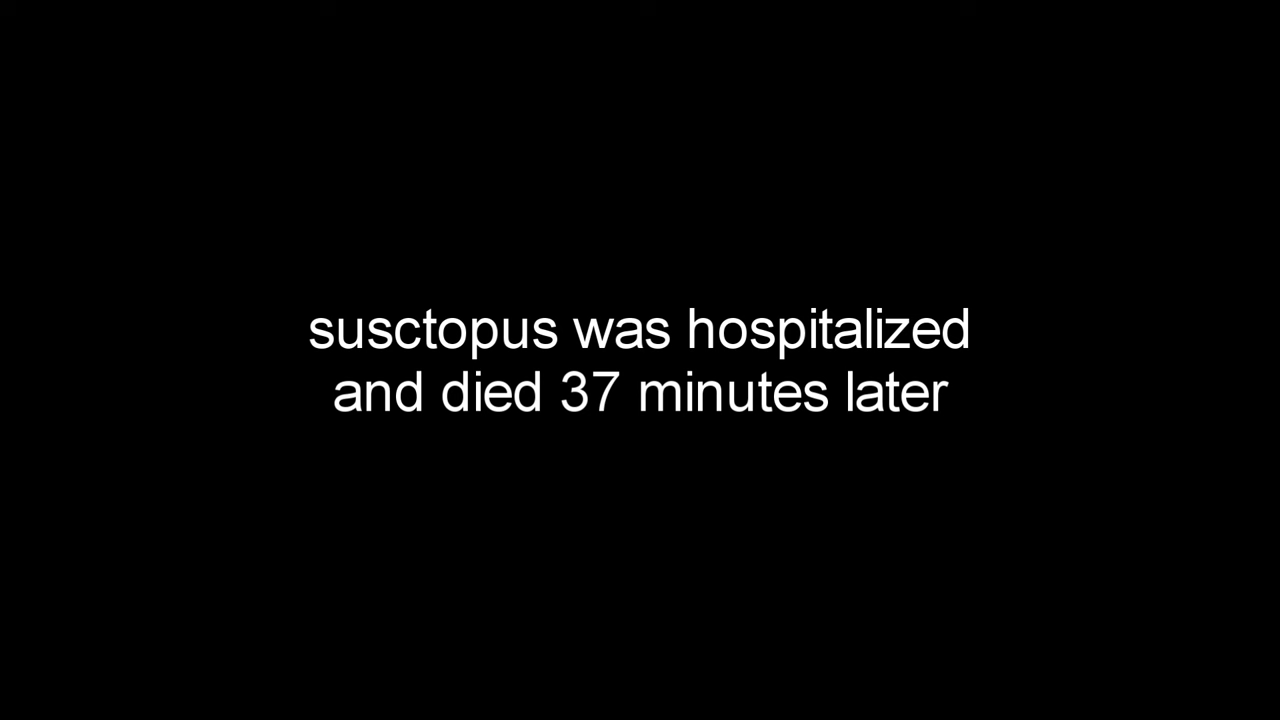 susctopus was hospitalized
and died 37 minutes later